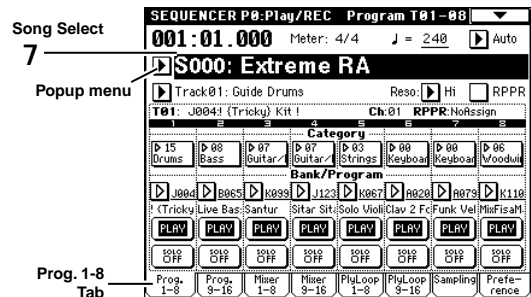 SEQUENCER P0:Play/REC Program T01-08
Song Select
7
001:01.000 Meter: 4/4 ♩ = 240 Auto
S000: Extreme RA
Popup menu
Track01: Guide Drums Reso: Hi RPPR
T01: J004:! {Tricky} Kit ! Ch:01 RPPR:NoAssign
1 2 3 4 5 6 7 8
Category
15 08 07 07 03 00 00 06
Drums Bass Guitar/ Guitar/ Strings Keyboar Keyboar Woodwi
Bank/Program
J004 B065 K099 J123 K067 A020 A079 K110
! {Tricky Live Bas: Santur Sitar Sita Solo Violi Clav 2 Fo Funk Vel MixFisaM
PLAY PLAY PLAY PLAY PLAY PLAY PLAY PLAY
SOLO OFF SOLO OFF SOLO OFF SOLO OFF SOLO OFF SOLO OFF SOLO OFF SOLO OFF
Prog. 1-8 Tab
Prog. 1-8 Prog. 9-16 Mixer 1-8 Mixer 9-16 PlyLoop 1-8 PlyLoop 9-16 Sampling Prefe-rence